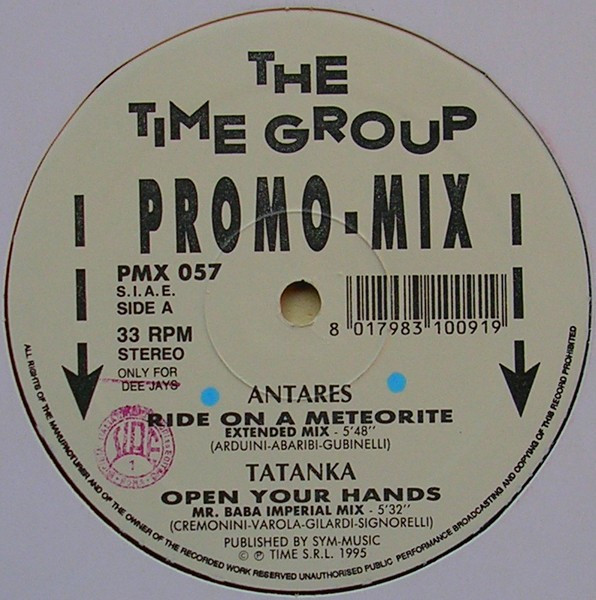 THE
TIME GROUP
PROMO-MIX
PMX 057
S.I.A.E.
SIDE A
33 RPM
STEREO
ONLY FOR
DEE JAYS
8 017983 100919
ANTARES
RIDE ON A METEORITE
EXTENDED MIX - 5'48"
(ARDUINI-ABARIBI-GUBINELLI)
TATANKA
OPEN YOUR HANDS
MR. BABA IMPERIAL MIX - 5'32"
(CREMONINI-VAROLA-GILARDI-SIGNORELLI)
PUBLISHED BY SYM-MUSIC
© ℗ TIME S.R.L. 1995
ALL RIGHTS OF THE MANUFACTURER AND OF THE OWNER OF THE RECORDED WORK RESERVED UNAUTHORISED PUBLIC PERFORMANCE BROADCASTING AND COPYING OF THIS RECORD PROHIBITED